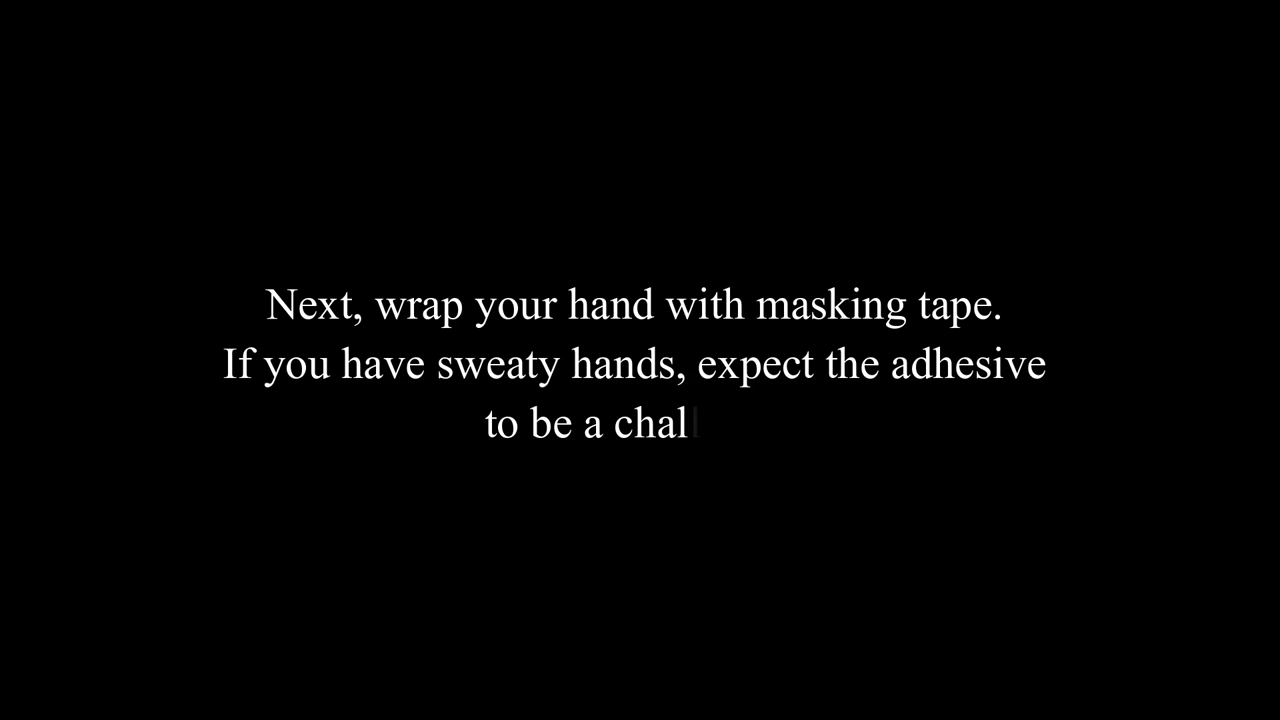 Next, wrap your hand with masking tape.
If you have sweaty hands, expect the adhesive
to be a chal